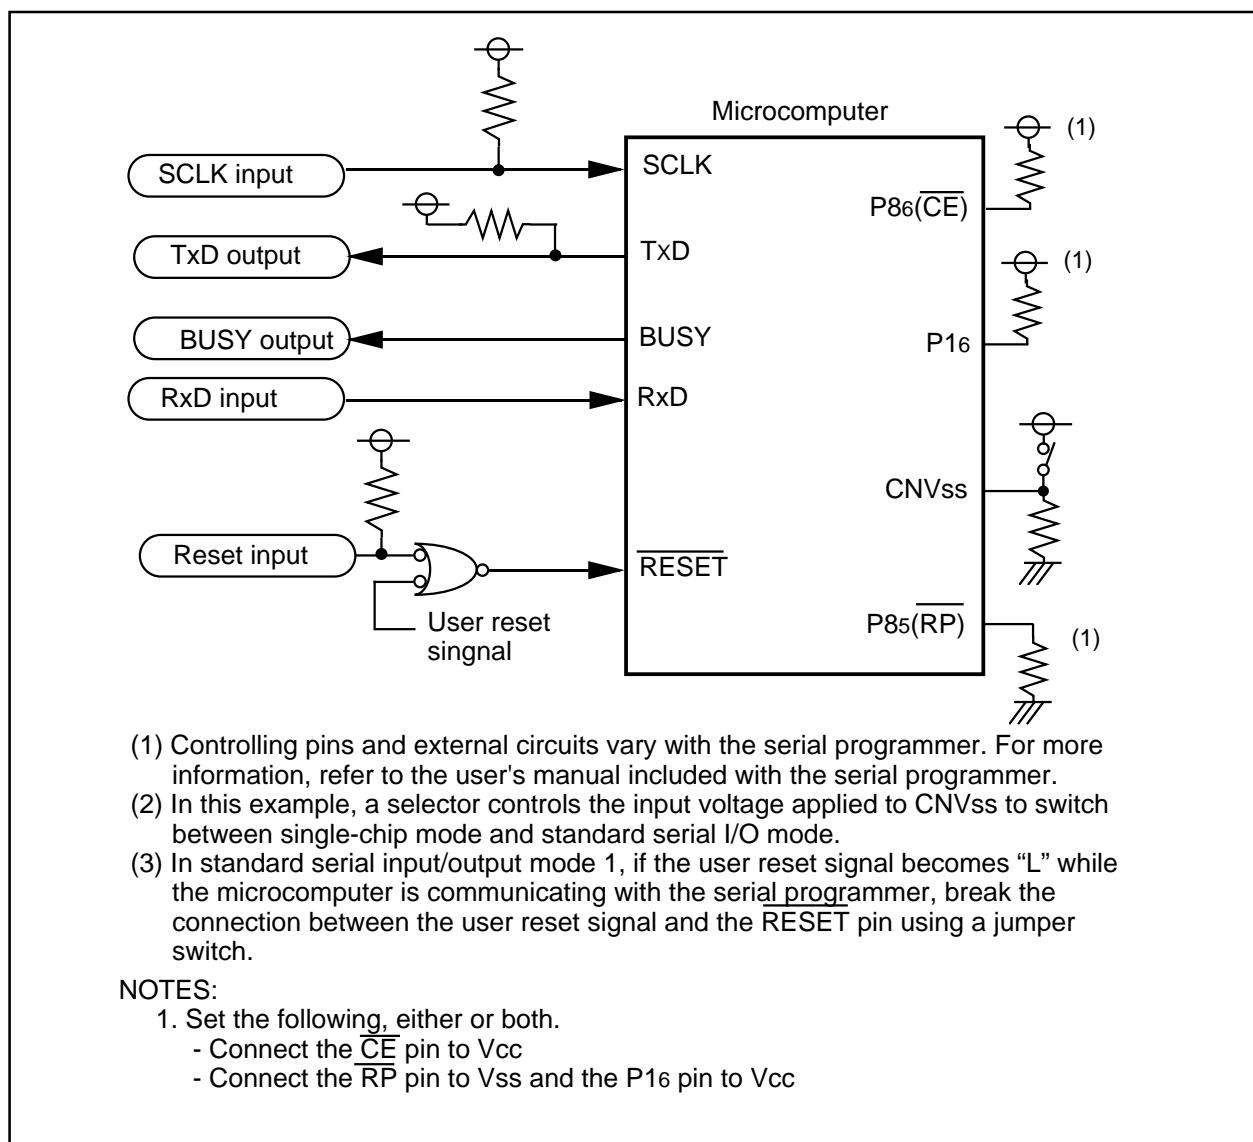 Microcomputer
(1)
SCLK input
SCLK
P86(CE)
TxD output
TxD
(1)
BUSY output
BUSY
P16
RxD input
RxD
CNVss
Reset input
RESET
User reset
singnal
P85(RP)
(1)
(1) Controlling pins and external circuits vary with the serial programmer. For more
information, refer to the user's manual included with the serial programmer.
(2) In this example, a selector controls the input voltage applied to CNVss to switch
between single-chip mode and standard serial I/O mode.
(3) In standard serial input/output mode 1, if the user reset signal becomes “L” while
the microcomputer is communicating with the serial programmer, break the
connection between the user reset signal and the RESET pin using a jumper
switch.
NOTES:
1. Set the following, either or both.
- Connect the CE pin to Vcc
- Connect the RP pin to Vss and the P16 pin to Vcc